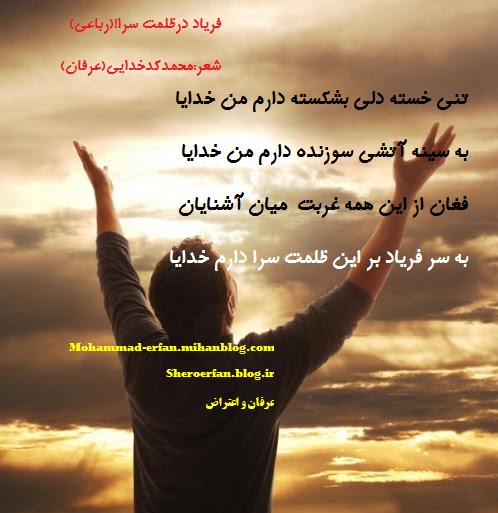 فریاد درظلمت سرا!(رباعی)
شعر:محمدکدخدایی(عرفان)
تنی خسته دلی بشکسته دارم من خدایا
به سینه آتشی سوزنده دارم من خدایا
فغان از این همه غربت میان آشنایان
به سر فریاد بر این ظلمت سرا دارم خدایا
Mohammad-erfan.mihanblog.com
Sheroerfan.blog.ir
عرفان و اعتراض